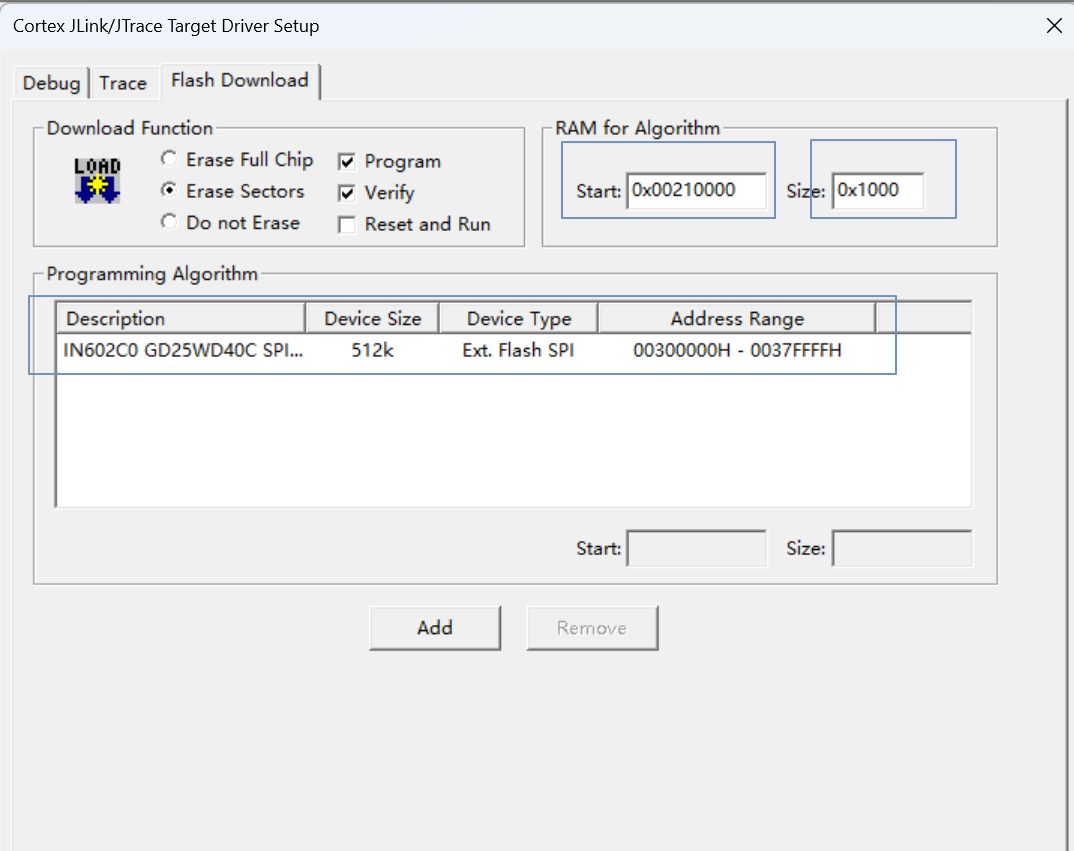 Cortex JLink/JTrace Target Driver Setup
Debug Trace Flash Download
Download Function
LOAD
Erase Full Chip
Erase Sectors
Do not Erase
Program
Verify
Reset and Run
RAM for Algorithm
Start: 0x00210000 Size: 0x1000
Programming Algorithm
Description Device Size Device Type Address Range
IN602C0 GD25WD40C SPI... 512k Ext. Flash SPI 00300000H - 0037FFFFH
Start: Size:
Add Remove